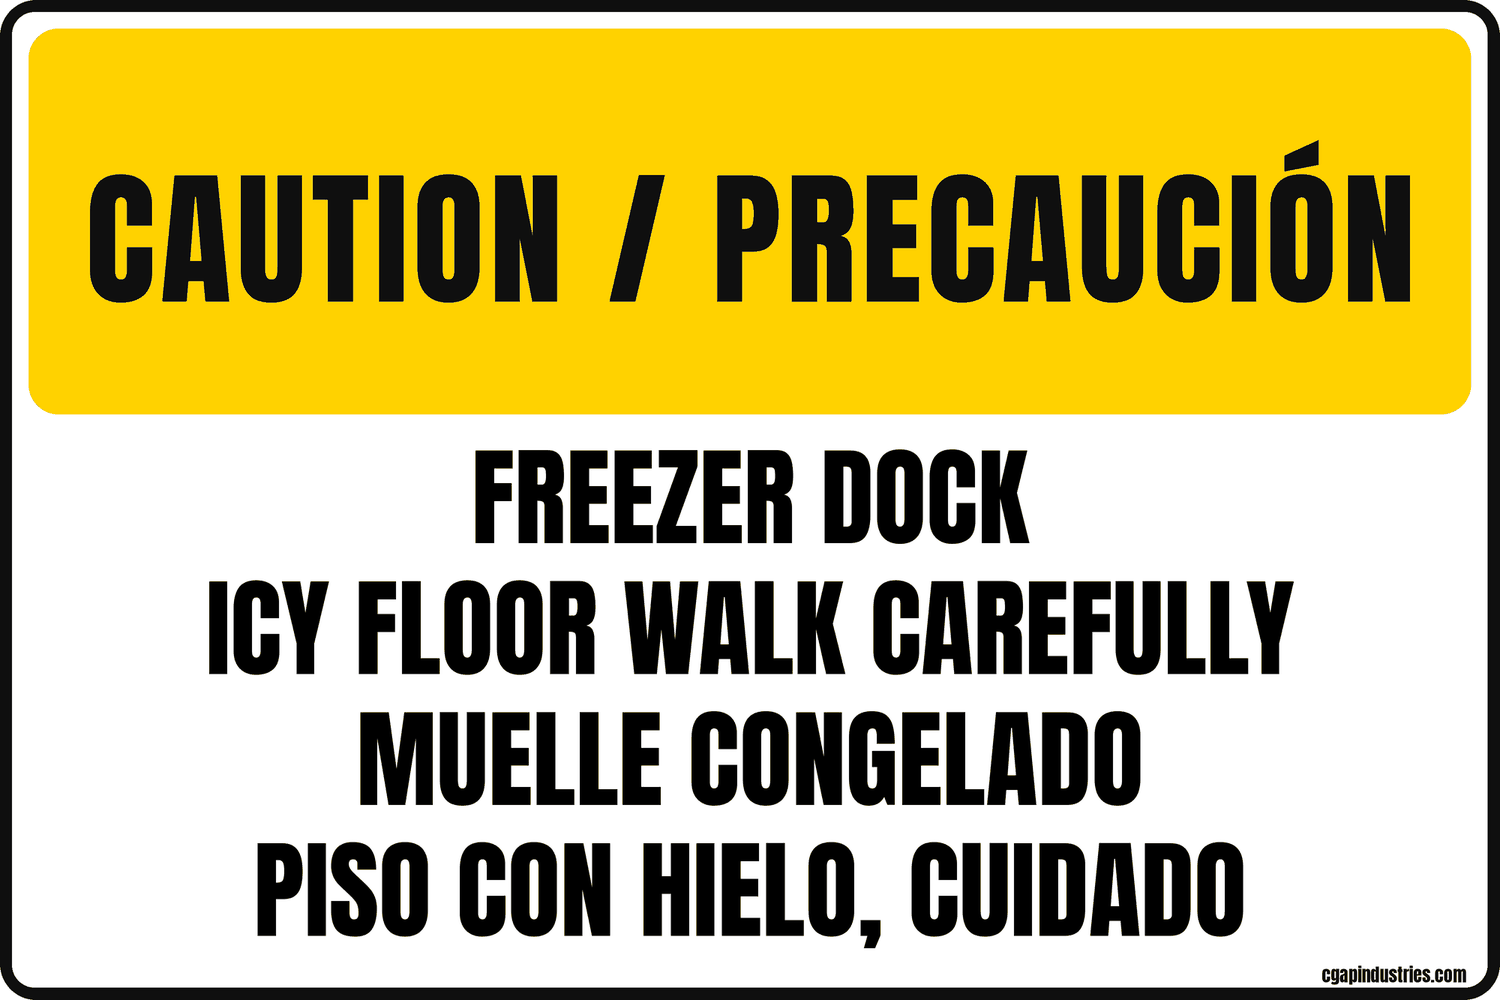 CAUTION / PRECAUCIÓN
FREEZER DOCK
ICY FLOOR WALK CAREFULLY
MUELLE CONGELADO
PISO CON HIELO, CUIDADO
cgapindustries.com